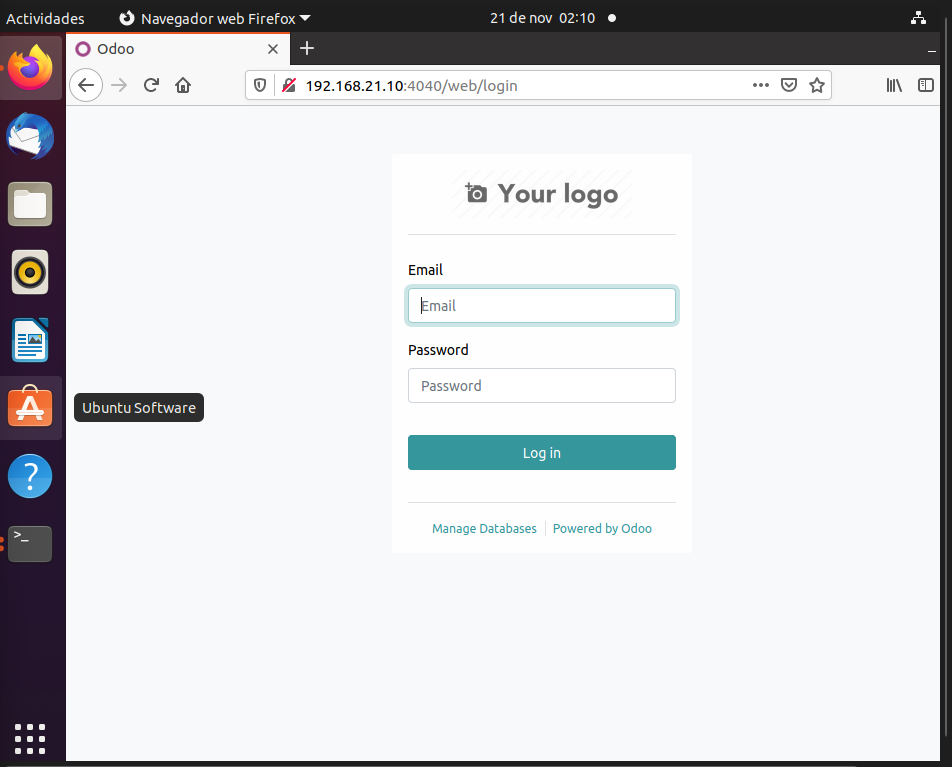 Actividades
Navegador web Firefox
21 de nov 02:10
Odoo
192.168.21.10:4040/web/login
Your logo
Email
Email
Password
Password
Ubuntu Software
Log in
Manage Databases
Powered by Odoo